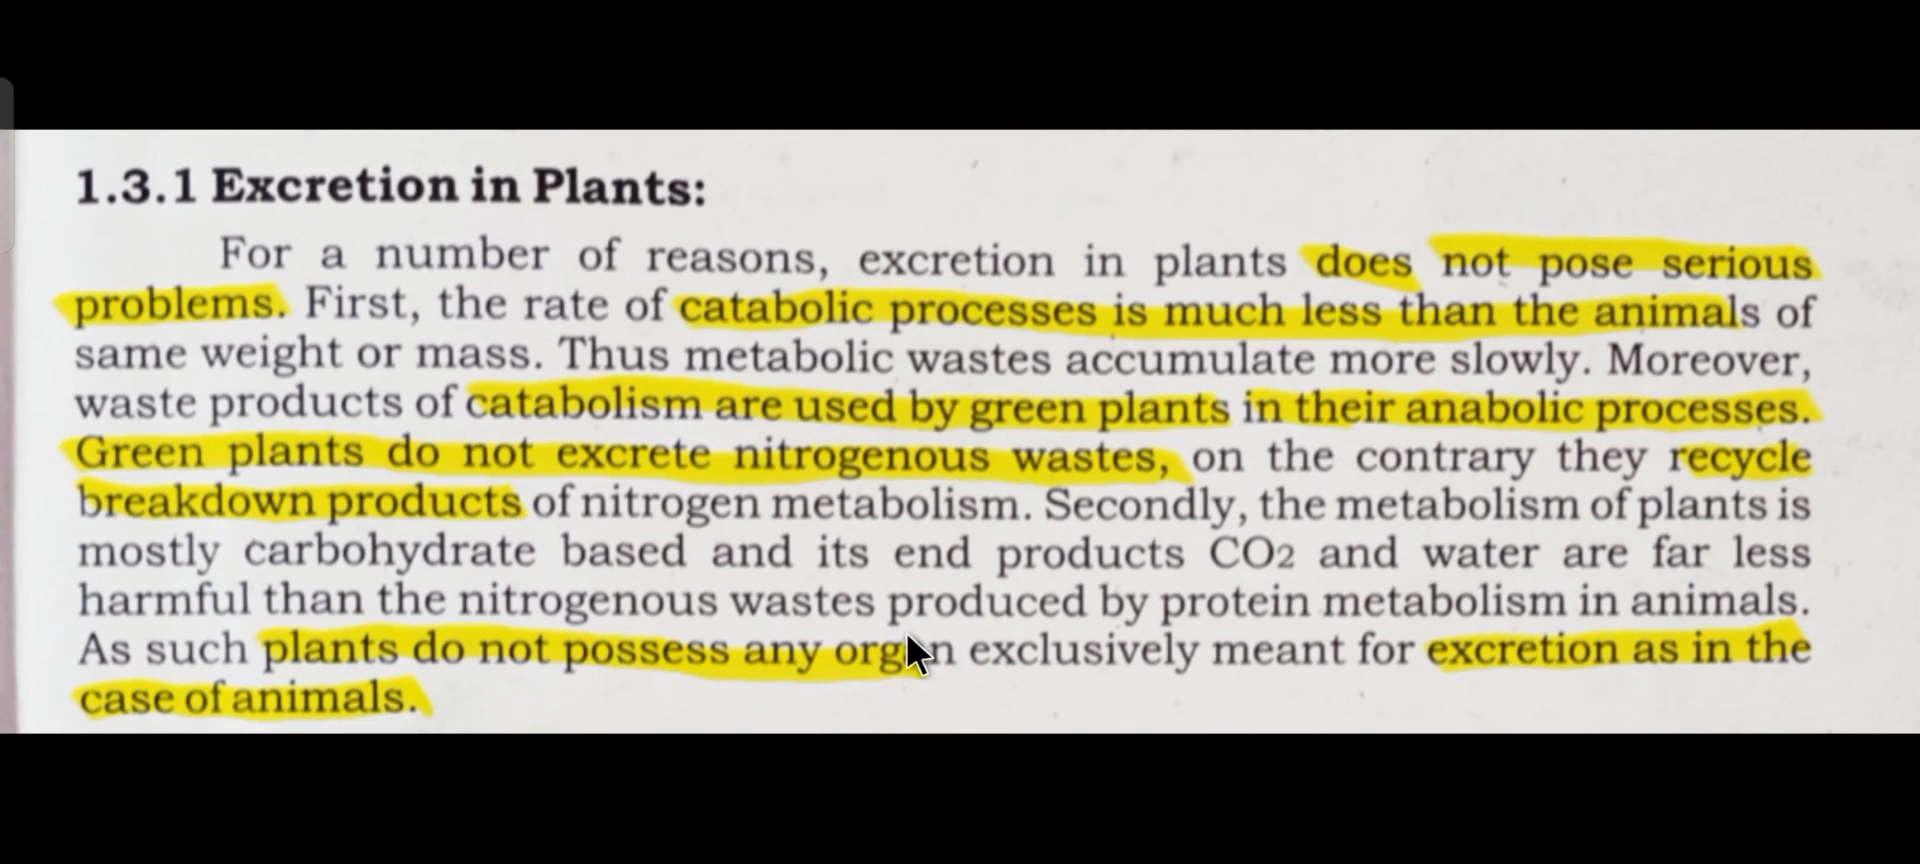 1.3.1 Excretion in Plants:
For a number of reasons, excretion in plants does not pose serious
problems. First, the rate of catabolic processes is much less than the animals of
same weight or mass. Thus metabolic wastes accumulate more slowly. Moreover,
waste products of catabolism are used by green plants in their anabolic processes.
Green plants do not excrete nitrogenous wastes, on the contrary they recycle
breakdown products of nitrogen metabolism. Secondly, the metabolism of plants is
mostly carbohydrate based and its end products CO2 and water are far less
harmful than the nitrogenous wastes produced by protein metabolism in animals.
As such plants do not possess any organ exclusively meant for excretion as in the
case of animals.